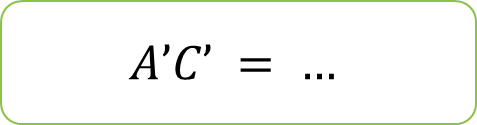 A’C’ = ...